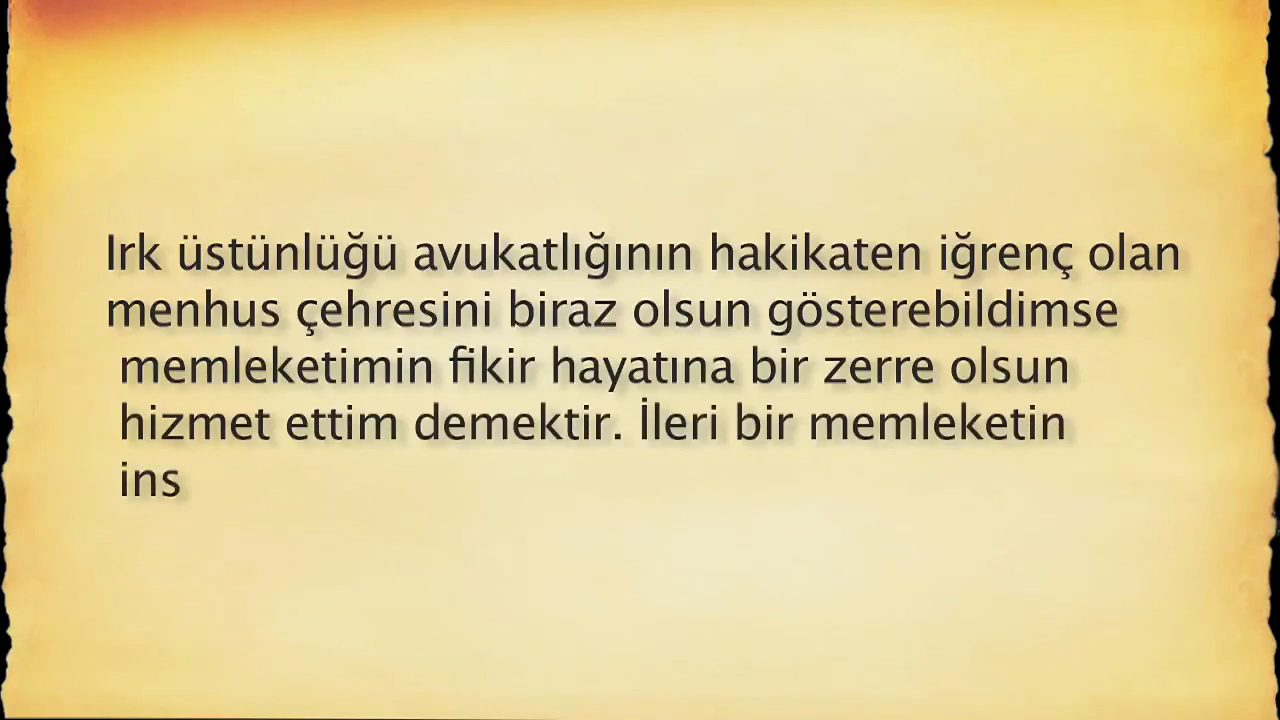 Irk üstünlüğü avukatlığının hakikaten iğrenç olan
menhus çehresini biraz olsun gösterebildimse
memleketimin fikir hayatına bir zerre olsun
hizmet ettim demektir. İleri bir memleketin
ins